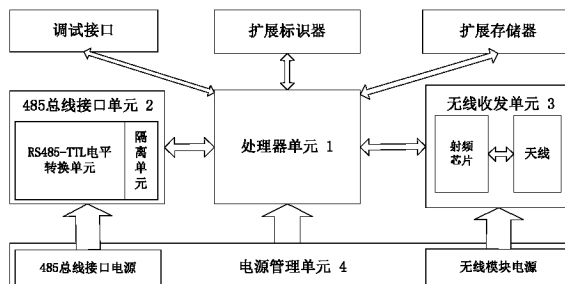 调试接口
扩展标识器
扩展存储器
485总线接口单元 2
RS485-TTL电平
转换单元
隔离单元
处理器单元 1
无线收发单元 3
射频
芯片
天线
485总线接口电源
电源管理单元 4
无线模块电源